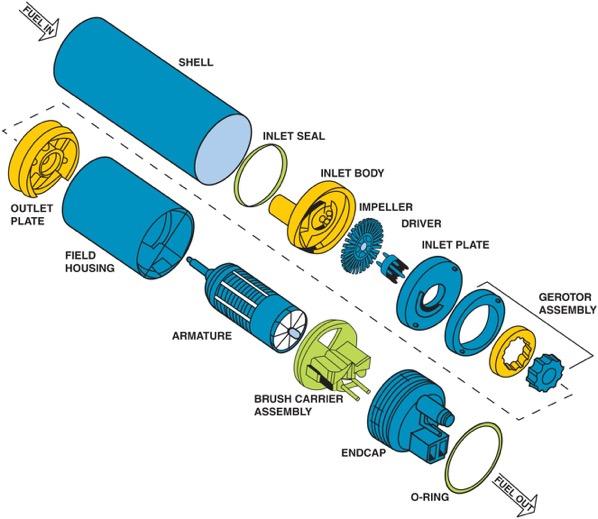 FUEL IN
SHELL
INLET SEAL
INLET BODY
IMPELLER
DRIVER
INLET PLATE
GEROTOR
ASSEMBLY
OUTLET
PLATE
FIELD
HOUSING
ARMATURE
BRUSH CARRIER
ASSEMBLY
ENDCAP
O-RING
FUEL OUT